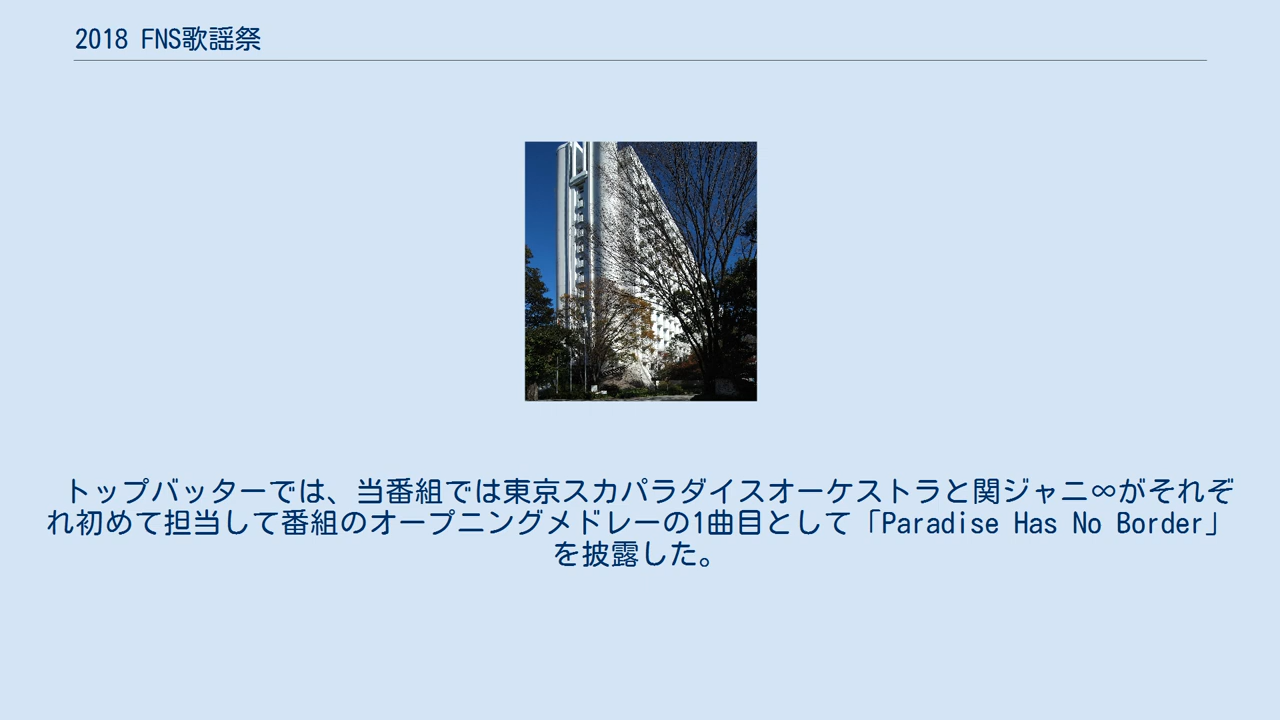 2018 FNS歌謡祭
トップバッターでは、当番組では東京スカパラダイスオーケストラと関ジャニ∞がそれぞ
れ初めて担当して番組のオープニングメドレーの1曲目として「Paradise Has No Border」
を披露した。